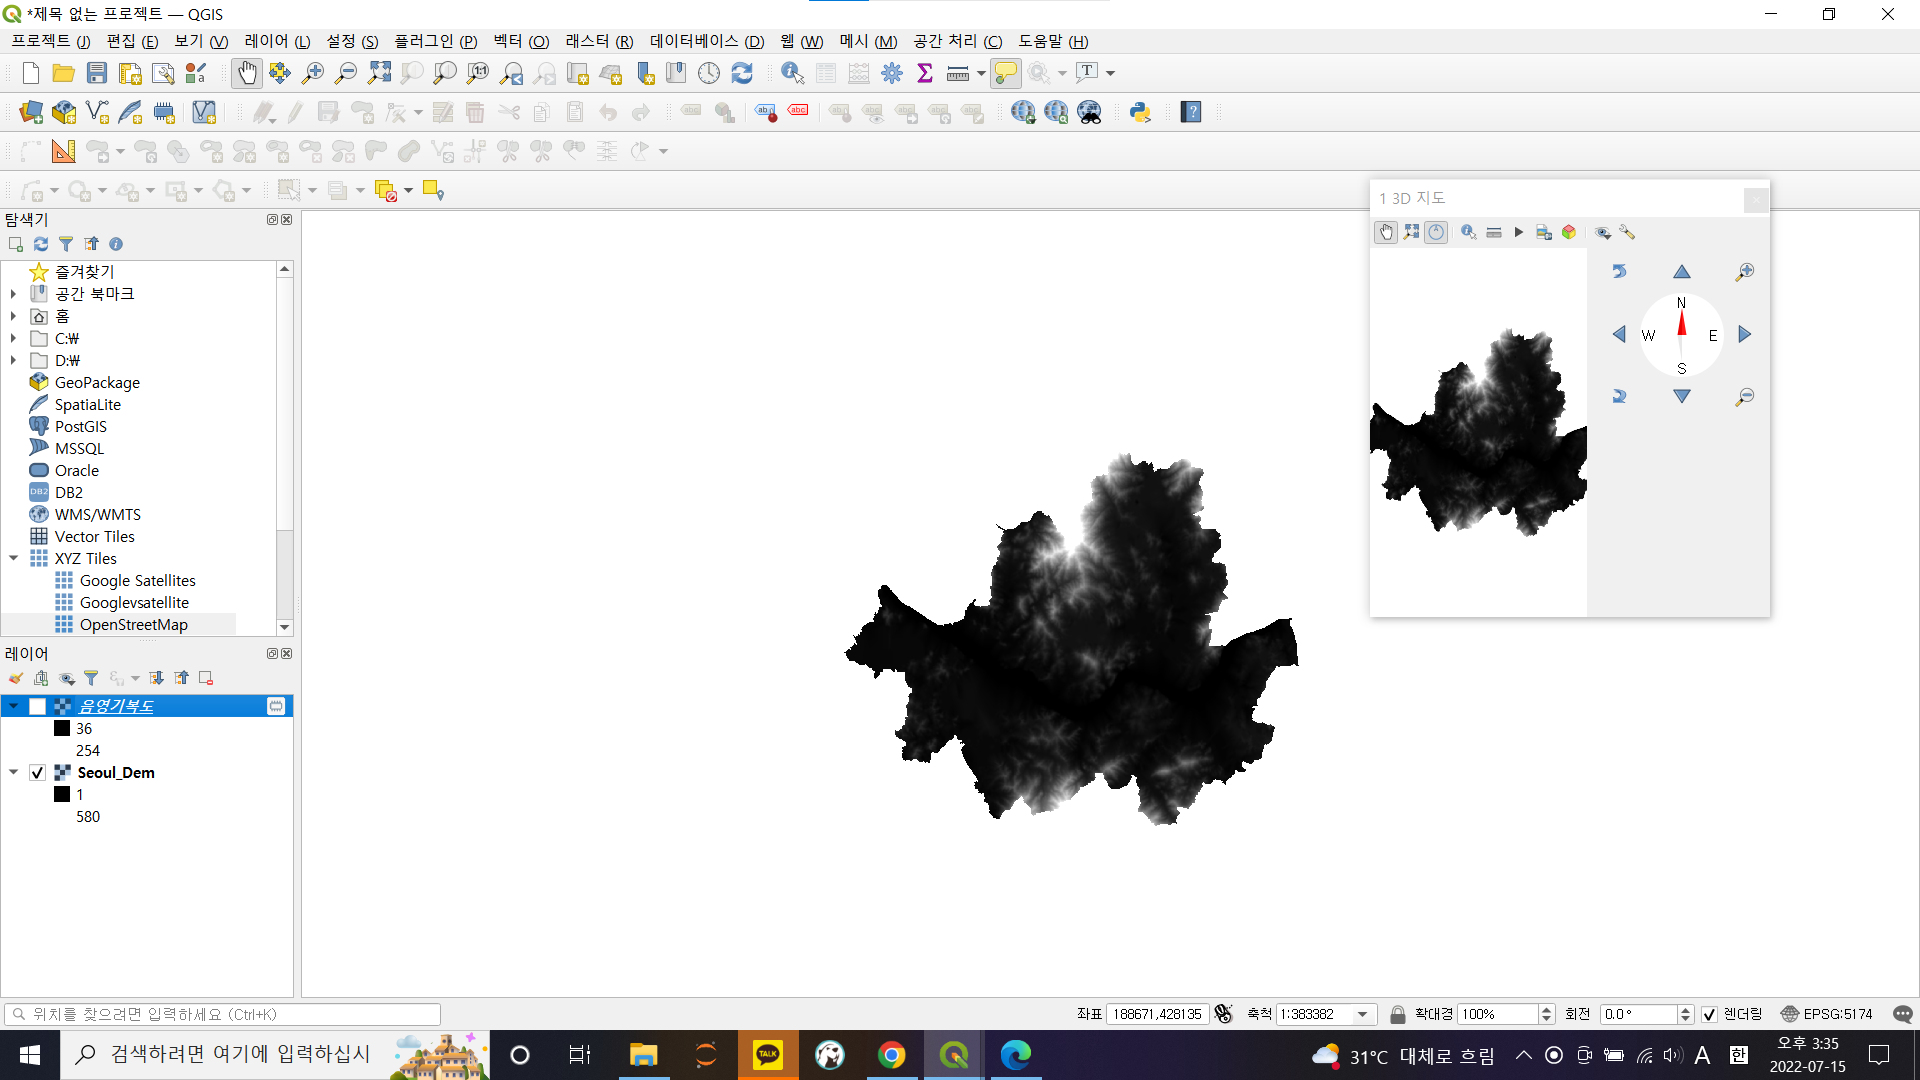 *제목 없는 프로젝트 — QGIS
프로젝트 (J) 편집 (E) 보기 (V) 레이어 (L) 설정 (S) 플러그인 (P) 벡터 (O) 래스터 (R) 데이터베이스 (D) 웹 (W) 메시 (M) 공간 처리 (C) 도움말 (H)
탐색기
즐겨찾기
공간 북마크
홈
C:₩
D:₩
GeoPackage
SpatiaLite
PostGIS
MSSQL
Oracle
DB2
WMS/WMTS
Vector Tiles
XYZ Tiles
Google Satellites
Googlevsatellite
OpenStreetMap
레이어
음영기복도
36
254
Seoul_Dem
1
580
1 3D 지도
N
W E
S
위치를 찾으려면 입력하세요 (Ctrl+K)
좌표 188671,428135 축척 1:383382 확대경 100% 회전 0.0 ° 렌더링 EPSG:5174
검색하려면 여기에 입력하십시
TALK
31°C 대체로 흐림
A 한
오후 3:35
2022-07-15